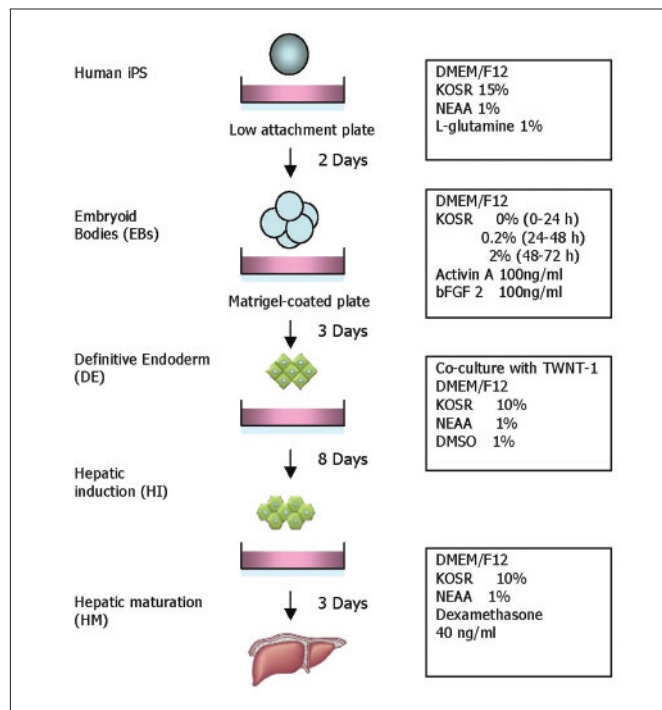 Human iPS
Low attachment plate
DMEM/F12
KOSR 15%
NEAA 1%
L-glutamine 1%
2 Days
Embryoid
Bodies (EBs)
Matrigel-coated plate
DMEM/F12
KOSR 0% (0-24 h)
0.2% (24-48 h)
2% (48-72 h)
Activin A 100ng/ml
bFGF 2 100ng/ml
3 Days
Definitive Endoderm
(DE)
Co-culture with TWNT-1
DMEM/F12
KOSR 10%
NEAA 1%
DMSO 1%
8 Days
Hepatic
induction (HI)
Hepatic maturation
(HM)
3 Days
DMEM/F12
KOSR 10%
NEAA 1%
Dexamethasone
40 ng/ml